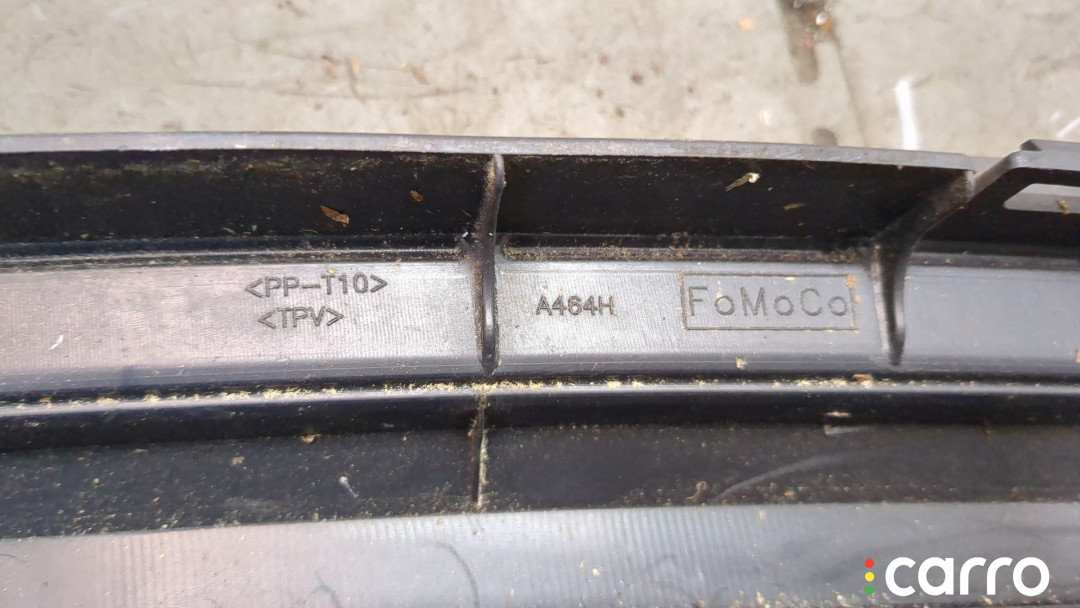 <PP-T10>
<TPV>
A464H
FoMoCo
carro